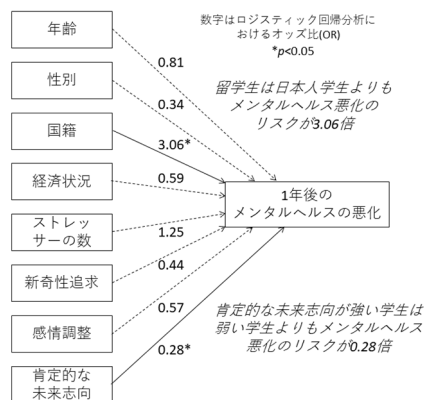 年齢
性別
国籍
経済状況
ストレッ
サーの数
新奇性追求
感情調整
肯定的な
未来志向
0.81
0.34
3.06*
0.59
1.25
0.44
0.57
0.28*
1年後の
メンタルヘルスの悪化
数字はロジスティック回帰分析に
おけるオッズ比(OR)
*p<0.05
留学生は日本人学生よりも
メンタルヘルス悪化の
リスクが3.06倍
肯定的な未来志向が強い学生は
弱い学生よりもメンタルヘルス
悪化のリスクが0.28倍